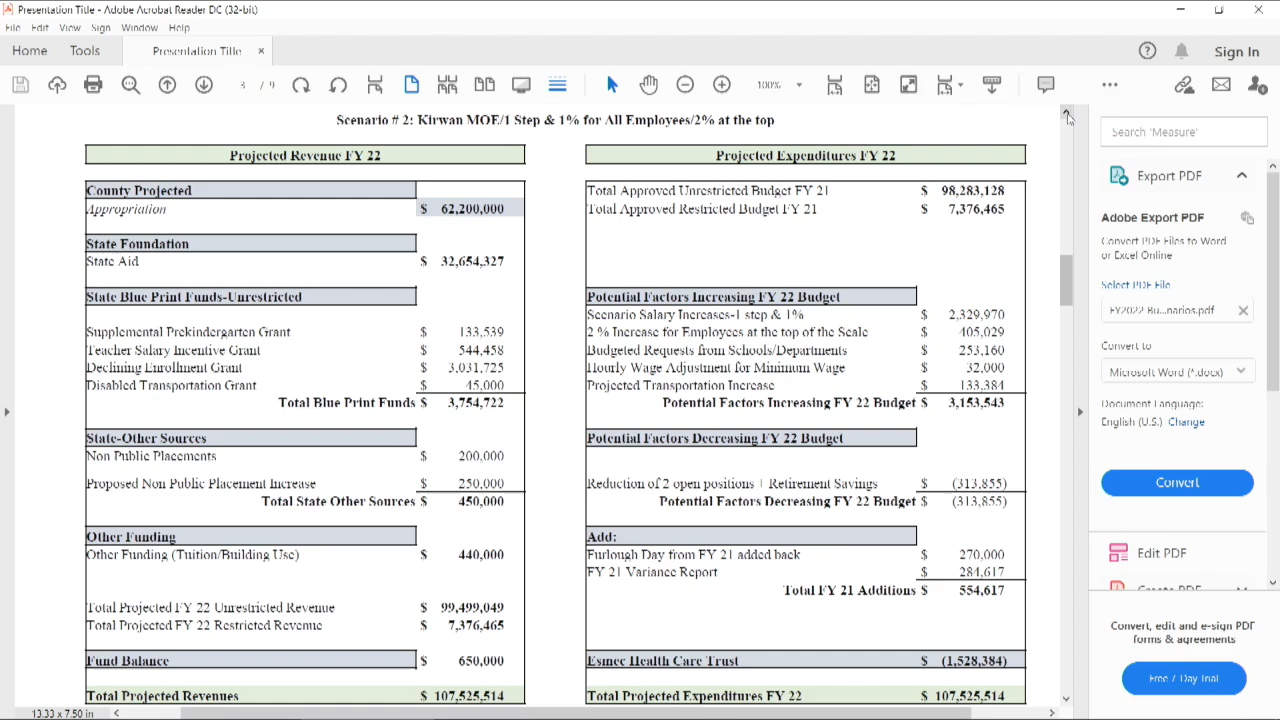 Presentation Title - Adobe Acrobat Reader DC (32-bit)
File Edit View Sign Window Help
Home Tools Presentation Title × Sign In
3 / 9 100%
Scenario # 2: Kirwan MOE/1 Step & 1% for All Employees/2% at the top
Projected Revenue FY 22
County Projected
Appropriation $ 62,200,000
State Foundation
State Aid $ 32,654,327
State Blue Print Funds-Unrestricted
Supplemental Prekindergarten Grant $ 133,539
Teacher Salary Incentive Grant $ 544,458
Declining Enrollment Grant $ 3,031,725
Disabled Transportation Grant $ 45,000
Total Blue Print Funds $ 3,754,722
State-Other Sources
Non Public Placements $ 200,000
Proposed Non Public Placement Increase $ 250,000
Total State Other Sources $ 450,000
Other Funding
Other Funding (Tuition/Building Use) $ 440,000
Total Projected FY 22 Unrestricted Revenue $ 99,499,049
Total Projected FY 22 Restricted Revenue $ 7,376,465
Fund Balance $ 650,000
Total Projected Revenues $ 107,525,514
Projected Expenditures FY 22
Total Approved Unrestricted Budget FY 21 $ 98,283,128
Total Approved Restricted Budget FY 21 $ 7,376,465
Potential Factors Increasing FY 22 Budget
Scenario Salary Increases-1 step & 1% $ 2,329,970
2 % Increase for Employees at the top of the Scale $ 405,029
Budgeted Requests from Schools/Departments $ 253,160
Hourly Wage Adjustment for Minimum Wage $ 32,000
Projected Transportation Increase $ 133,384
Potential Factors Increasing FY 22 Budget $ 3,153,543
Potential Factors Decreasing FY 22 Budget
Reduction of 2 open positions + Retirement Savings $ (313,855)
Potential Factors Decreasing FY 22 Budget $ (313,855)
Add:
Furlough Day from FY 21 added back $ 270,000
FY 21 Variance Report $ 284,617
Total FY 21 Additions $ 554,617
Esmec Health Care Trust $ (1,528,384)
Total Projected Expenditures FY 22 $ 107,525,514
Search 'Measure'
Export PDF
Adobe Export PDF
Convert PDF Files to Word
or Excel Online
Select PDF File
FY2022 Bu...narios.pdf
Convert to
Microsoft Word (*.docx)
Document Language:
English (U.S.) Change
Convert
Edit PDF
Create PDF
Convert, edit and e-sign PDF
forms & agreements
Free 7-Day Trial
13.33 x 7.50 in